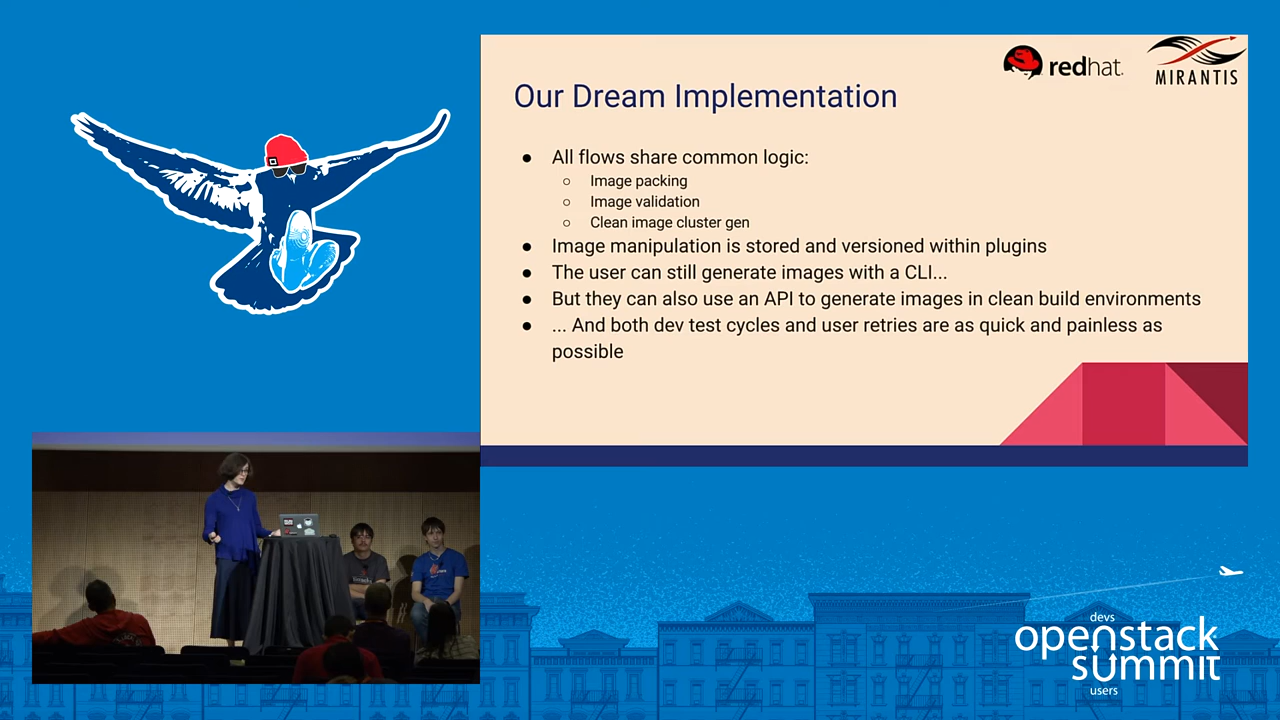 redhat.
MIRANTIS
Our Dream Implementation
● All flows share common logic:
○ Image packing
○ Image validation
○ Clean image cluster gen
● Image manipulation is stored and versioned within plugins
● The user can still generate images with a CLI...
● But they can also use an API to generate images in clean build environments
● ... And both dev test cycles and user retries are as quick and painless as
possible
devs
openstack
summit
users